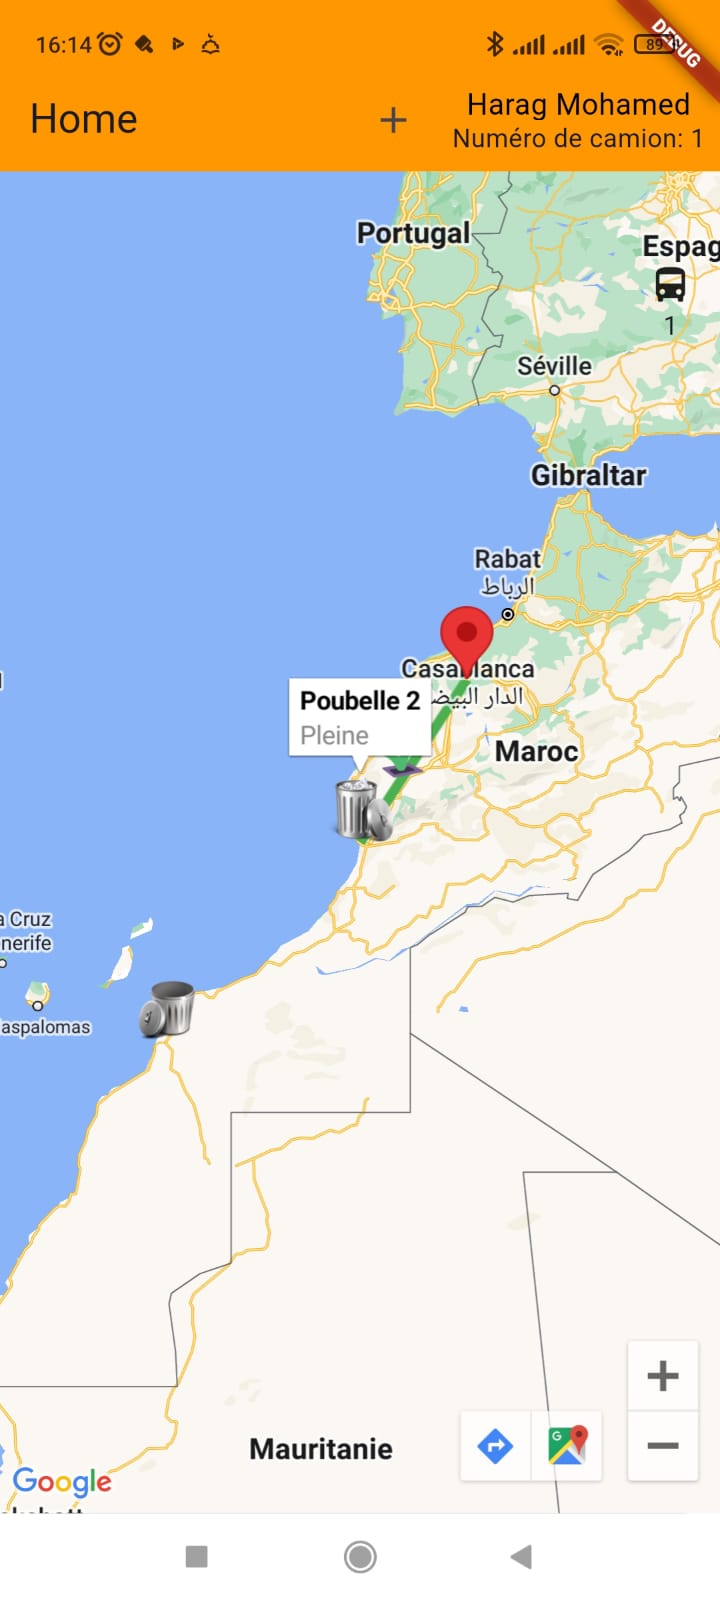 16:14
89
DEBUG
Home
+
Harag Mohamed
Numéro de camion: 1
Portugal
Espag
1
Séville
Gibraltar
Rabat
الرباط
Casablanca
الدار البيض
Poubelle 2
Pleine
Maroc
a Cruz
nerife
aspalomas
Mauritanie
G
Google